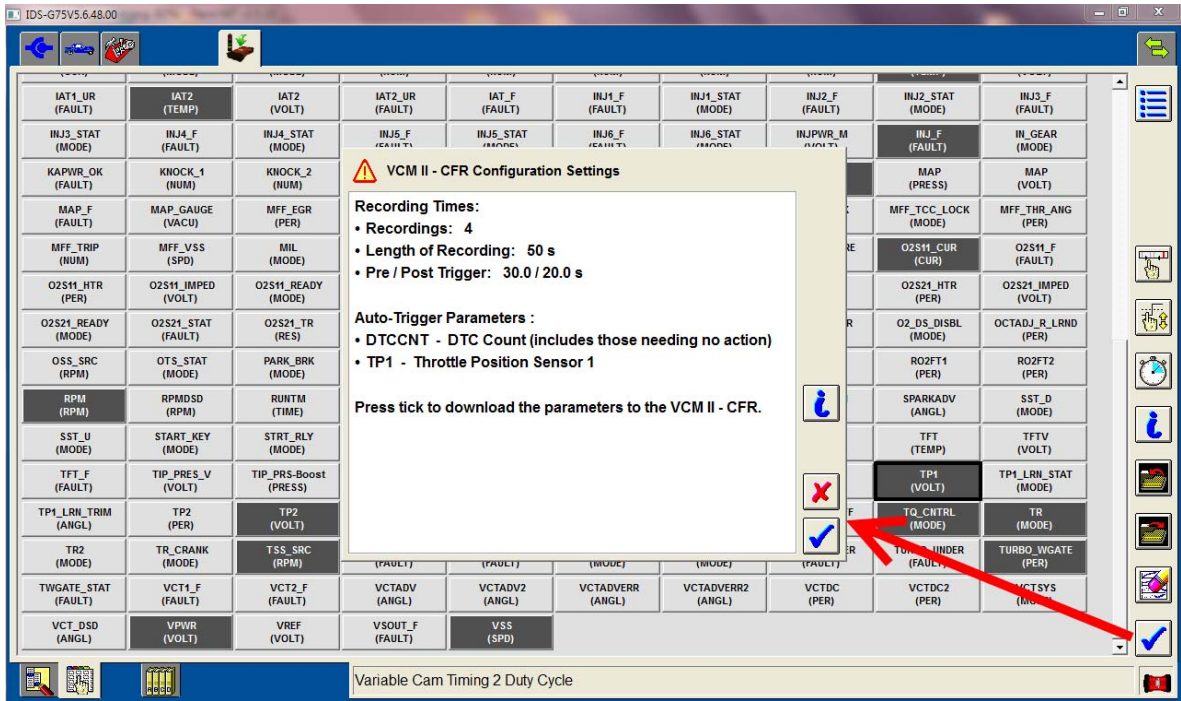 IDS-G75V5.6.48.00
IAT1_UR IAT2 IAT2 IAT2_UR IAT_F INJ1_F INJ1_STAT INJ2_F INJ2_STAT INJ3_F
(FAULT) (TEMP) (VOLT) (FAULT) (FAULT) (FAULT) (MODE) (FAULT) (MODE) (FAULT)
INJ3_STAT INJ4_F INJ4_STAT INJ5_F INJ5_STAT INJ6_F INJ6_STAT INJPWR_M INJ_F IN_GEAR
(MODE) (FAULT) (MODE) (FAULT) (MODE) (FAULT) (MODE) (VOLT) (FAULT) (MODE)
KAPWR_OK KNOCK_1 KNOCK_2 MAP MAP
(FAULT) (NUM) (NUM) (PRESS) (VOLT)
MAP_F MAP_GAUGE MFF_EGR MFF_TCC_LOCK MFF_THR_ANG
(FAULT) (VACU) (PER) (MODE) (PER)
MFF_TRIP MFF_VSS MIL RE O2S11_CUR O2S11_F
(NUM) (SPD) (MODE) (CUR) (FAULT)
O2S11_HTR O2S11_IMPED O2S11_READY O2S21_HTR O2S21_IMPED
(PER) (VOLT) (MODE) (PER) (VOLT)
O2S21_READY O2S21_STAT O2S21_TR R O2_DS_DISBL OCTADJ_R_LRND
(MODE) (FAULT) (RES) (MODE) (PER)
OSS_SRC OTS_STAT PARK_BRK RO2FT1 RO2FT2
(RPM) (MODE) (MODE) (PER) (PER)
RPM RPMDSD RUNTM SPARKADV SST_D
(RPM) (RPM) (TIME) (ANGL) (MODE)
SST_U START_KEY STRT_RLY TFT TFTV
(MODE) (MODE) (MODE) (TEMP) (VOLT)
TFT_F TIP_PRES_V TIP_PRS-Boost TP1 TP1_LRN_STAT
(FAULT) (VOLT) (PRESS) (VOLT) (MODE)
TP1_LRN_TRIM TP2 TP2 F TQ_CNTRL TR
(ANGL) (PER) (VOLT) (MODE) (MODE)
TR2 TR_CRANK TSS_SRC ER TURBO_UNDER TURBO_WGATE
(MODE) (MODE) (RPM) (FAULT) (FAULT) (MODE) (MODE) (FAULT) (FAULT) (PER)
TWGATE_STAT VCT1_F VCT2_F VCTADV VCTADV2 VCTADVERR VCTADVERR2 VCTDC VCTDC2 VCTSYS
(FAULT) (FAULT) (FAULT) (ANGL) (ANGL) (ANGL) (ANGL) (PER) (PER) (MODE)
VCT_DSD VPWR VREF VSOUT_F VSS
(ANGL) (VOLT) (VOLT) (FAULT) (SPD)
VCM II - CFR Configuration Settings
Recording Times:
• Recordings: 4
• Length of Recording: 50 s
• Pre / Post Trigger: 30.0 / 20.0 s
Auto-Trigger Parameters :
• DTCCNT - DTC Count (includes those needing no action)
• TP1 - Throttle Position Sensor 1
Press tick to download the parameters to the VCM II - CFR.
Variable Cam Timing 2 Duty Cycle